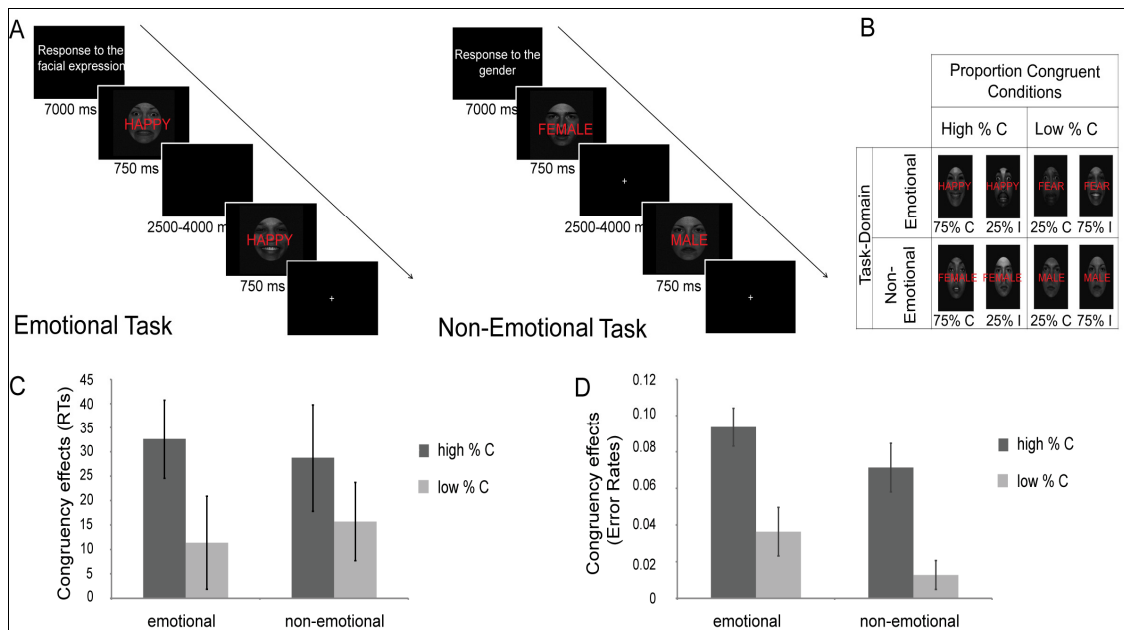 A
Response to the
facial expression
7000 ms
HAPPY
750 ms
2500-4000 m
HAPPY
750 ms
+
Emotional Task
Response to the
gender
7000 ms
FEMALE
750 ms
+
2500-4000 ms
MALE
750 ms
+
Non-Emotional Task
B
Proportion Congruent
Conditions
High % C Low % C
Task-Domain
Emotional
HAPPY HAPPY FEAR FEAR
75% C 25% I 25% C 75% I
Non-
Emotional
FEMALE FEMALE MALE MALE
75% C 25% I 25% C 75% I
C
Congruency effects (RTs)
45
40
35
30
25
20
15
10
5
0
emotional non-emotional
high % C
low % C
D
Congruency effects
(Error Rates)
0.12
0.10
0.08
0.06
0.04
0.02
0
emotional non-emotional
high % C
low % C